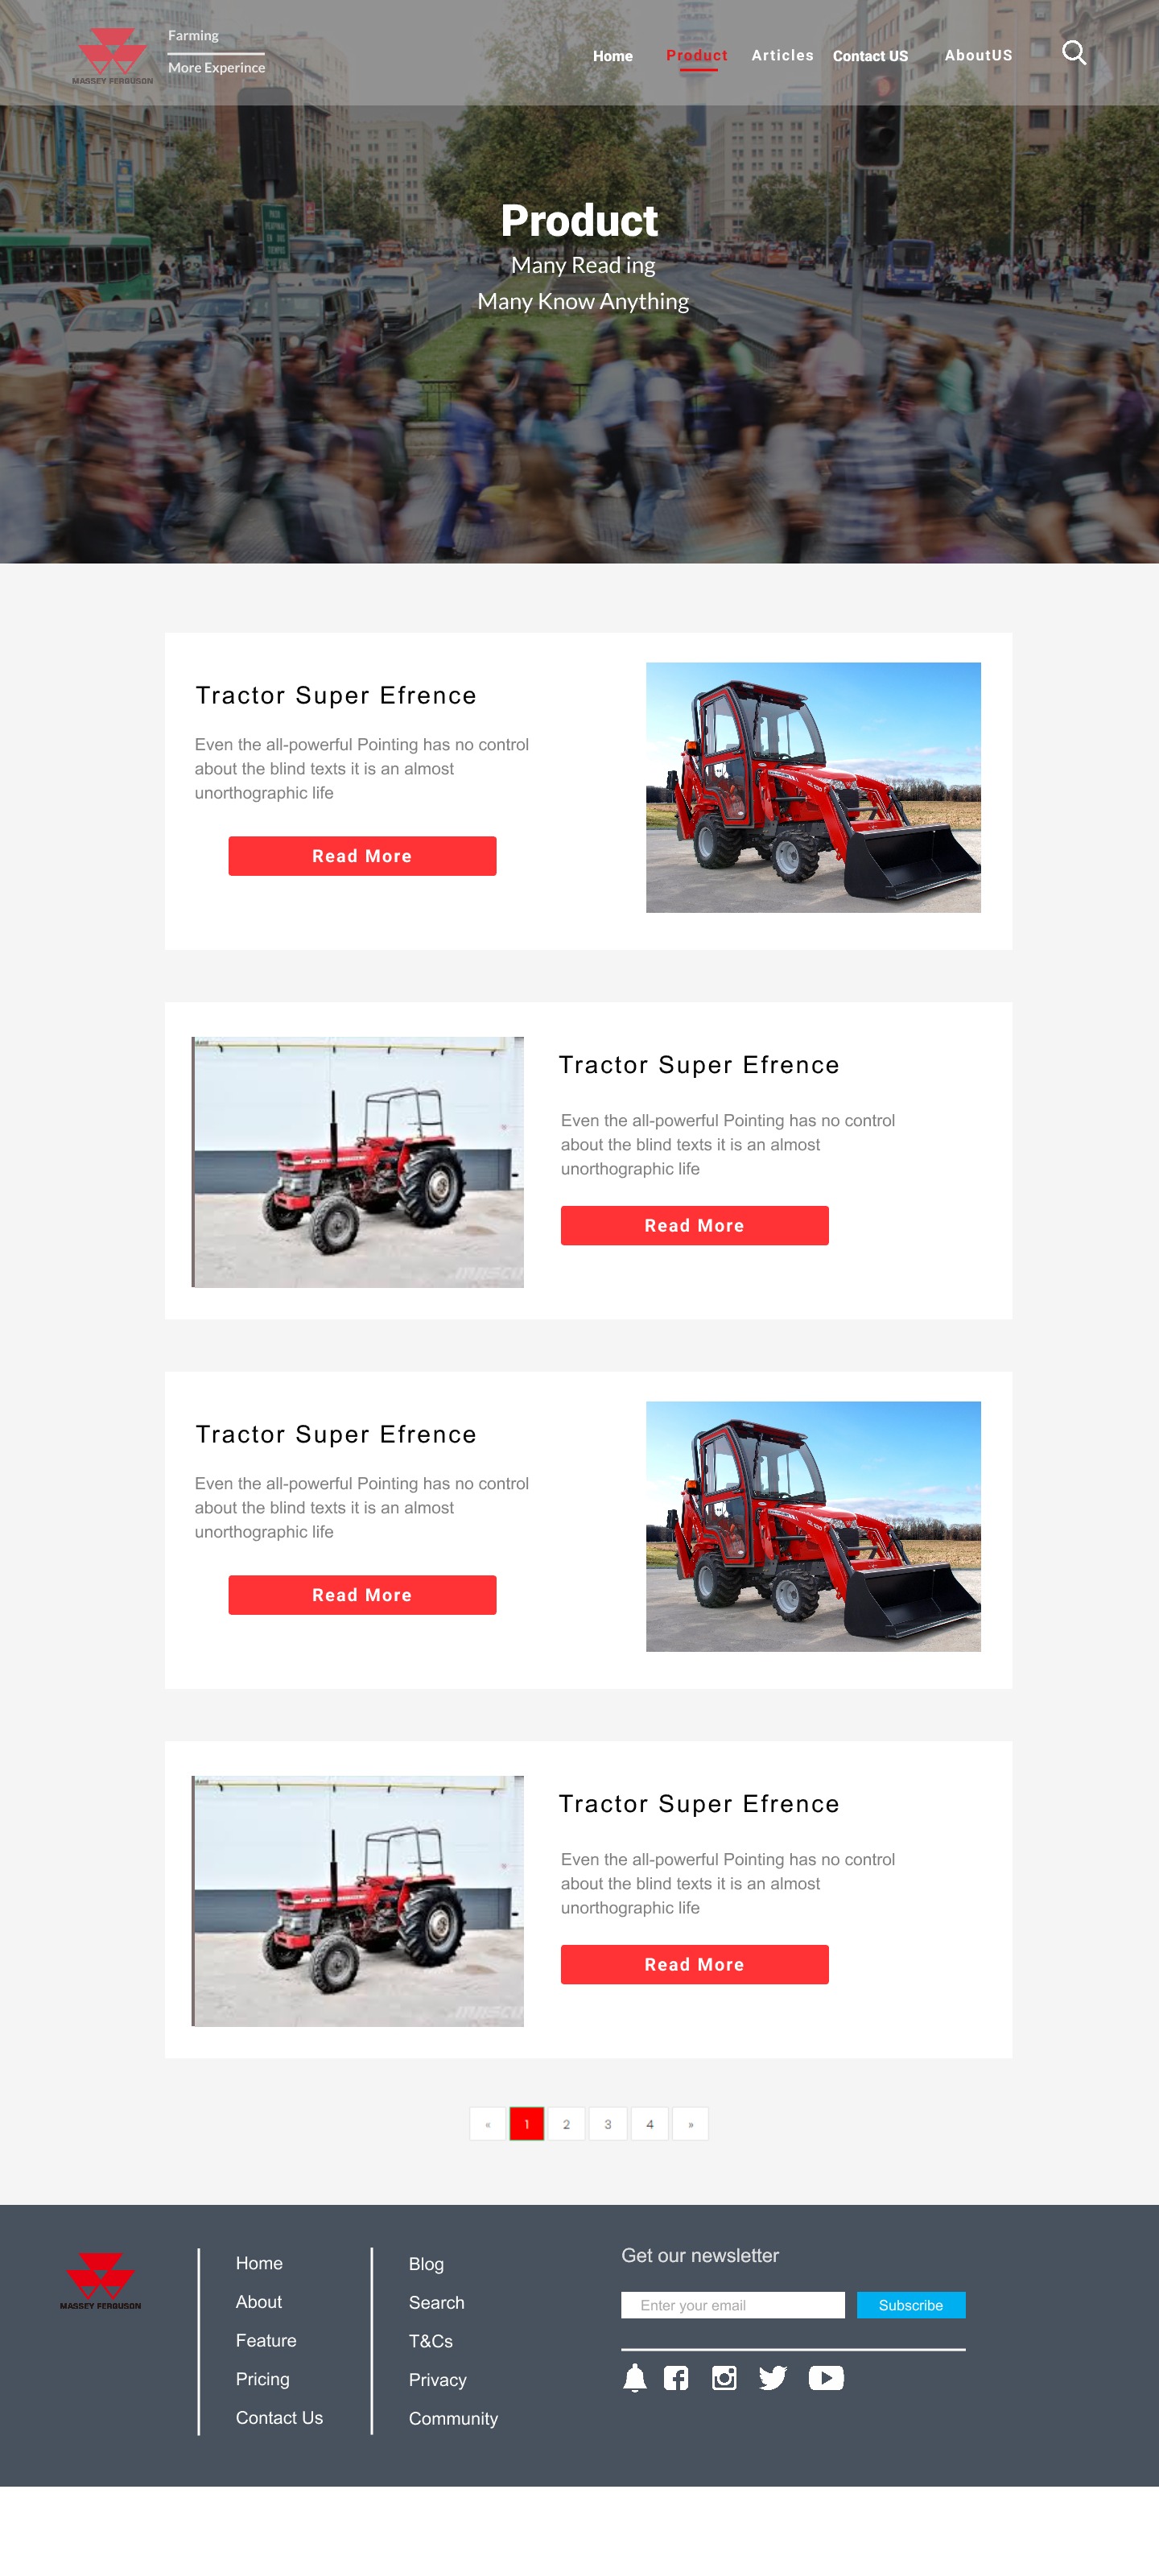 Farming
More Experince
MASSEY FERGUSON
Home Product Articles Contact US AboutUS
Product
Many Read ing
Many Know Anything
Tractor Super Efrence
Even the all-powerful Pointing has no control
about the blind texts it is an almost
unorthographic life
Read More
Tractor Super Efrence
Even the all-powerful Pointing has no control
about the blind texts it is an almost
unorthographic life
Read More
Tractor Super Efrence
Even the all-powerful Pointing has no control
about the blind texts it is an almost
unorthographic life
Read More
Tractor Super Efrence
Even the all-powerful Pointing has no control
about the blind texts it is an almost
unorthographic life
Read More
« 1 2 3 4 »
MASSEY FERGUSON
Home
About
Feature
Pricing
Contact Us
Blog
Search
T&Cs
Privacy
Community
Get our newsletter
Enter your email
Subscribe